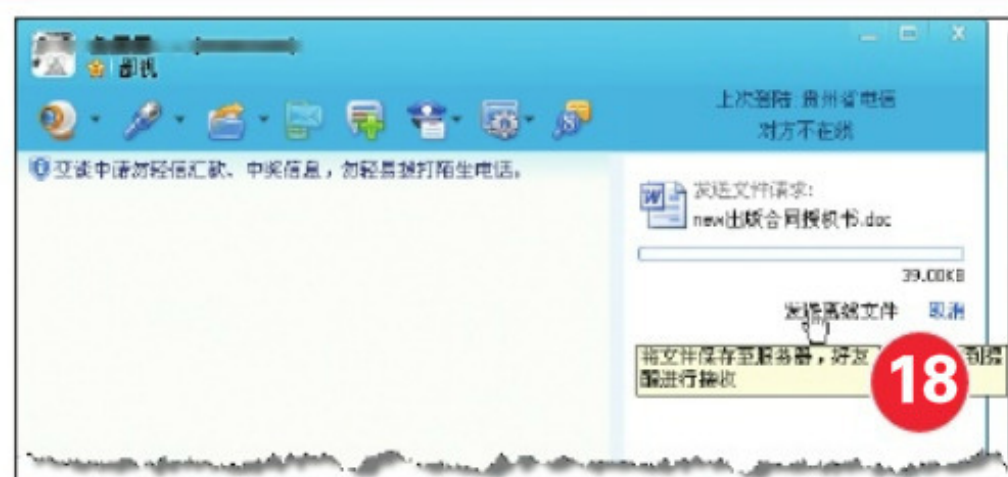 上次登陆 贵州省电信
对方不在线
交谈中请勿轻信汇款、中奖信息，勿轻易拨打陌生电话。
发送文件请求:
new出版合同授权书.doc
39.00KB
发送离线文件 取消
将文件保存至服务器，好友
到提
醒进行接收
18